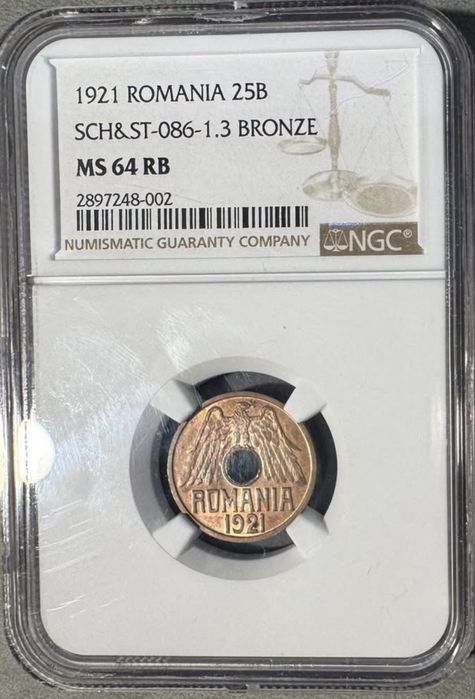 1921 ROMANIA 25B
SCH&ST-086-1.3 BRONZE
MS 64 RB
2897248-002
NUMISMATIC GUARANTY COMPANY
NGC®
ROMANIA
1921